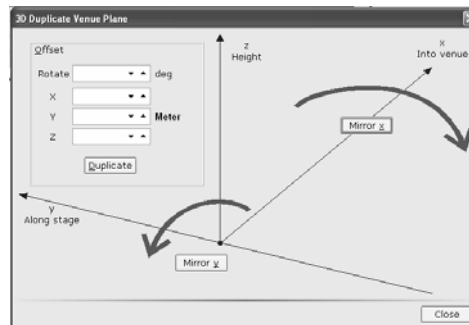 3D Duplicate Venue Plane
Offset
Rotate deg
X
Y Meter
Z
Duplicate
z
Height
x
Into venue
Mirror x
y
Along stage
Mirror y
Close